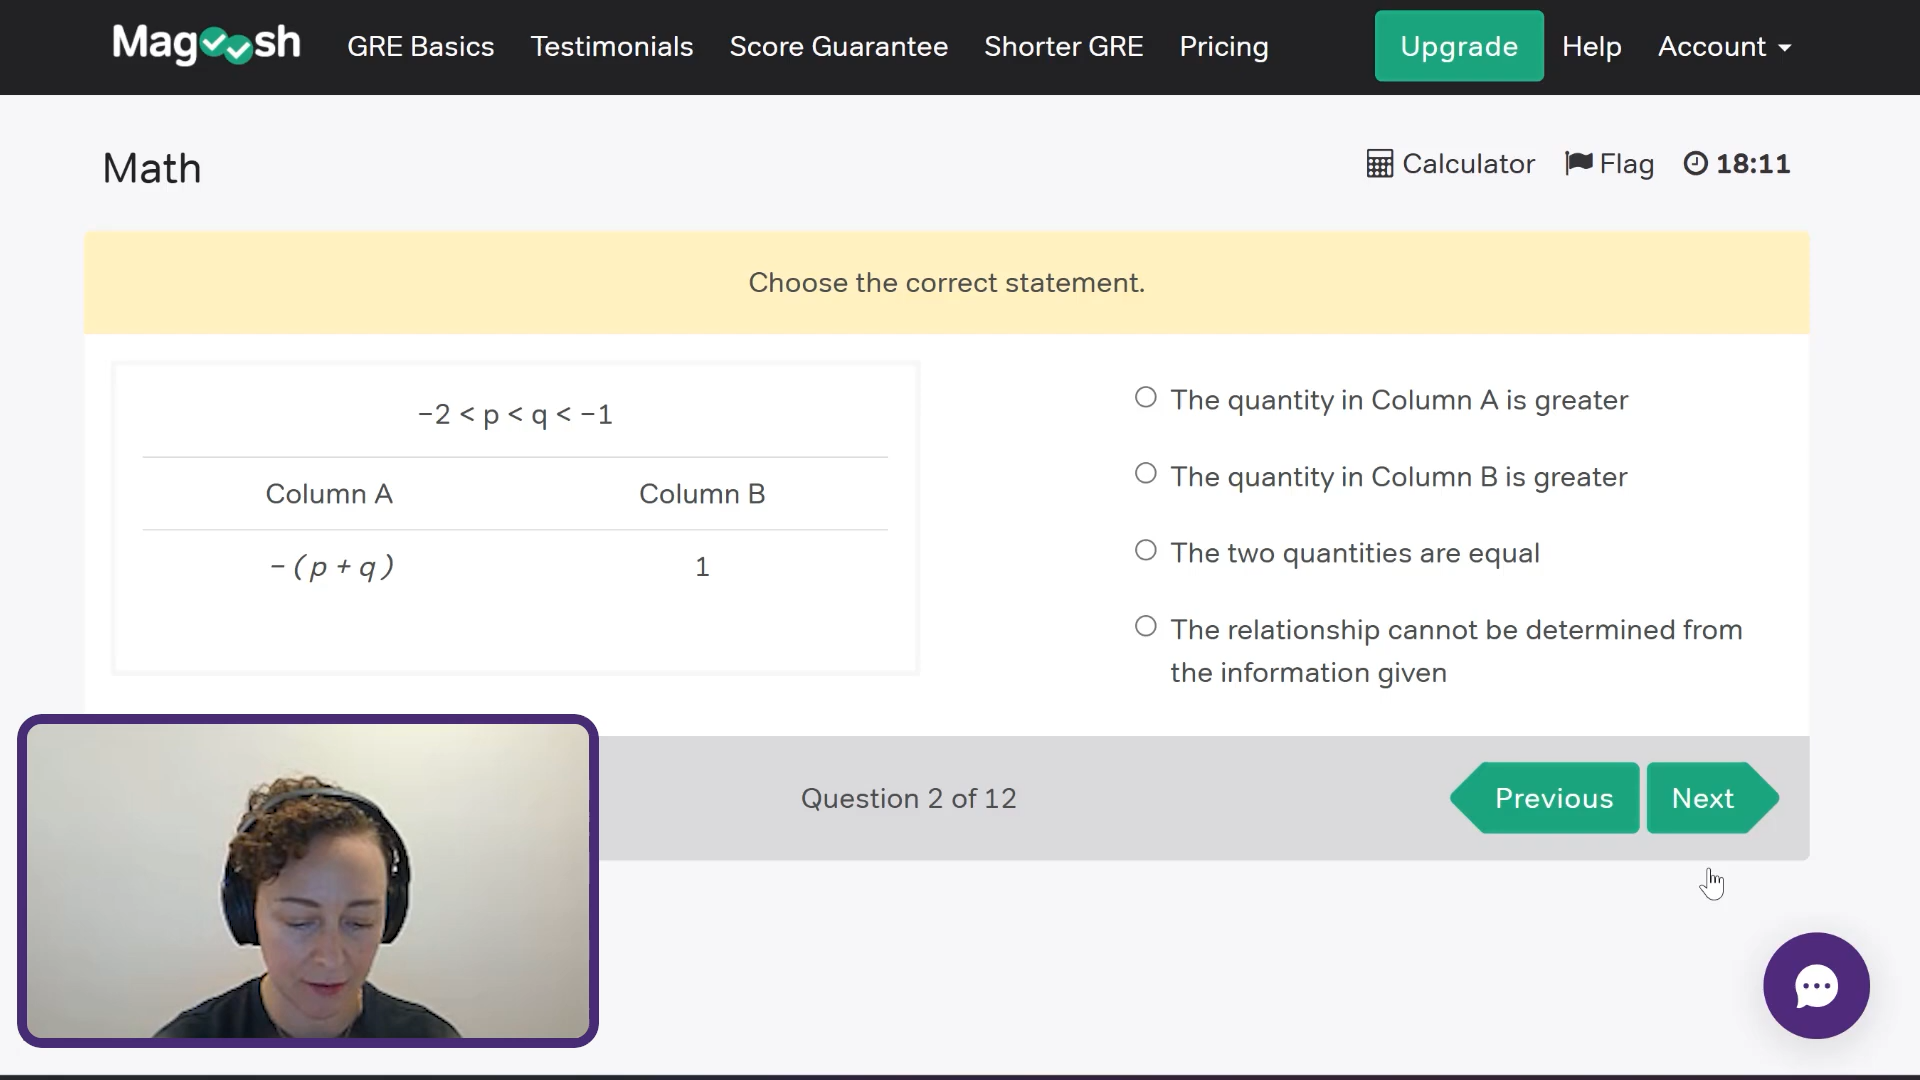 Magoosh GRE Basics Testimonials Score Guarantee Shorter GRE Pricing Upgrade Help Account
Math Calculator Flag 18:11
Choose the correct statement.
−2 < p < q < −1
Column A Column B
−(p + q) 1
The quantity in Column A is greater
The quantity in Column B is greater
The two quantities are equal
The relationship cannot be determined from
the information given
Question 2 of 12 Previous Next